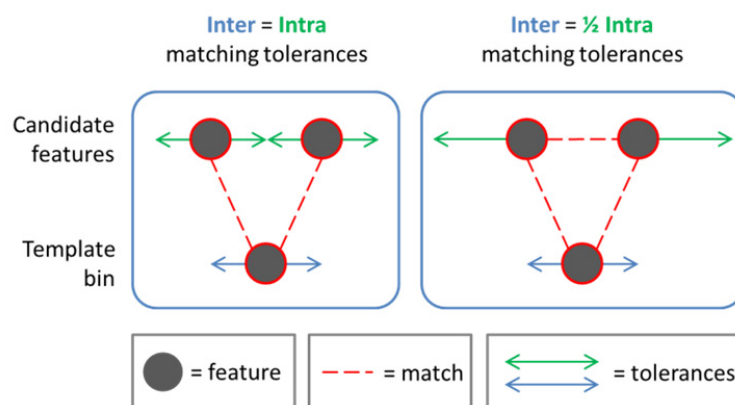 Inter = Intra
matching tolerances
Inter = ½ Intra
matching tolerances
Candidate
features
Template
bin
= feature
= match
= tolerances